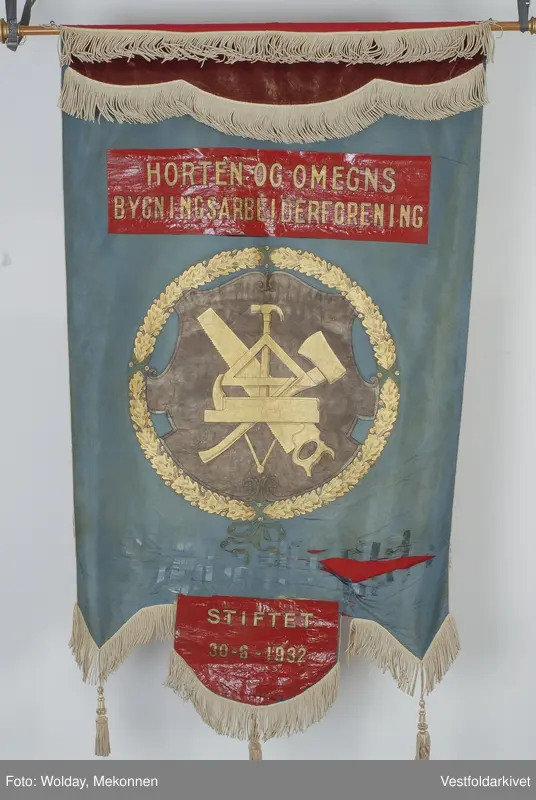 HORTEN OG OMEGNS
BYGNINGSARBEIDERFORENING
STIFTET
30-6-1932
Foto: Wolday, Mekonnen
Vestfoldarkivet